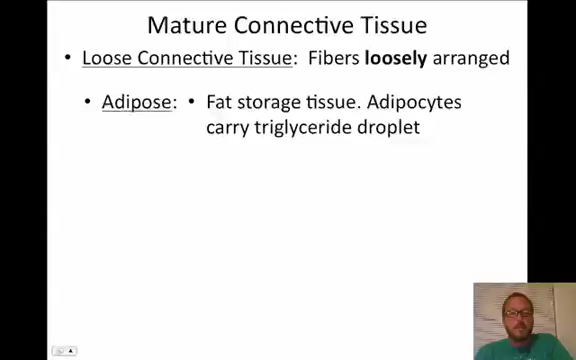 Mature Connective Tissue
• Loose Connective Tissue: Fibers loosely arranged
• Adipose: • Fat storage tissue. Adipocytes
carry triglyceride droplet